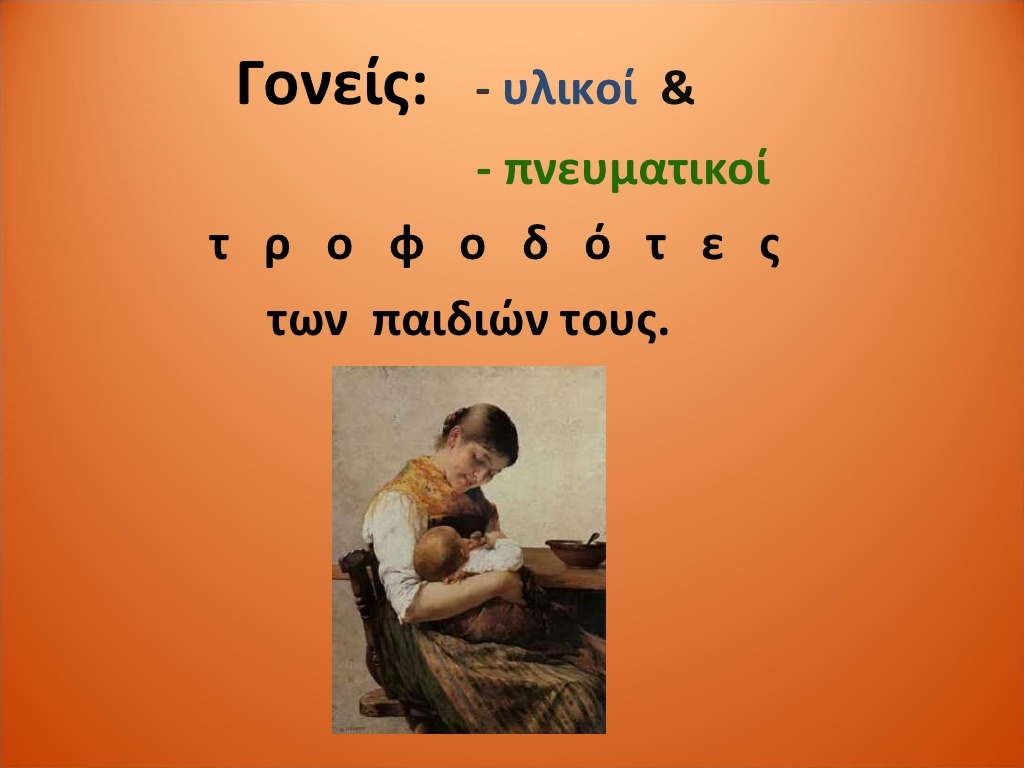 Γονείς: - υλικοί &
- πνευματικοί
τ ρ ο φ ο δ ό τ ε ς
των παιδιών τους.